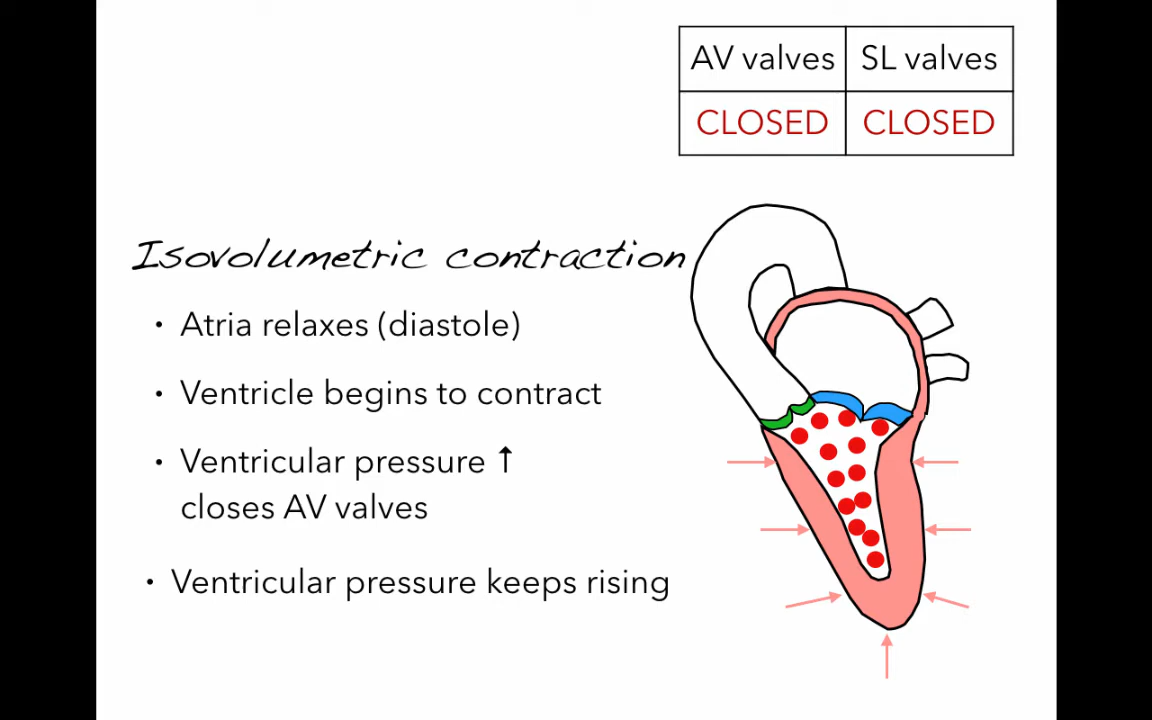 AV valves SL valves
CLOSED CLOSED
Isovolumetric contraction
• Atria relaxes (diastole)
• Ventricle begins to contract
• Ventricular pressure ↑
closes AV valves
• Ventricular pressure keeps rising